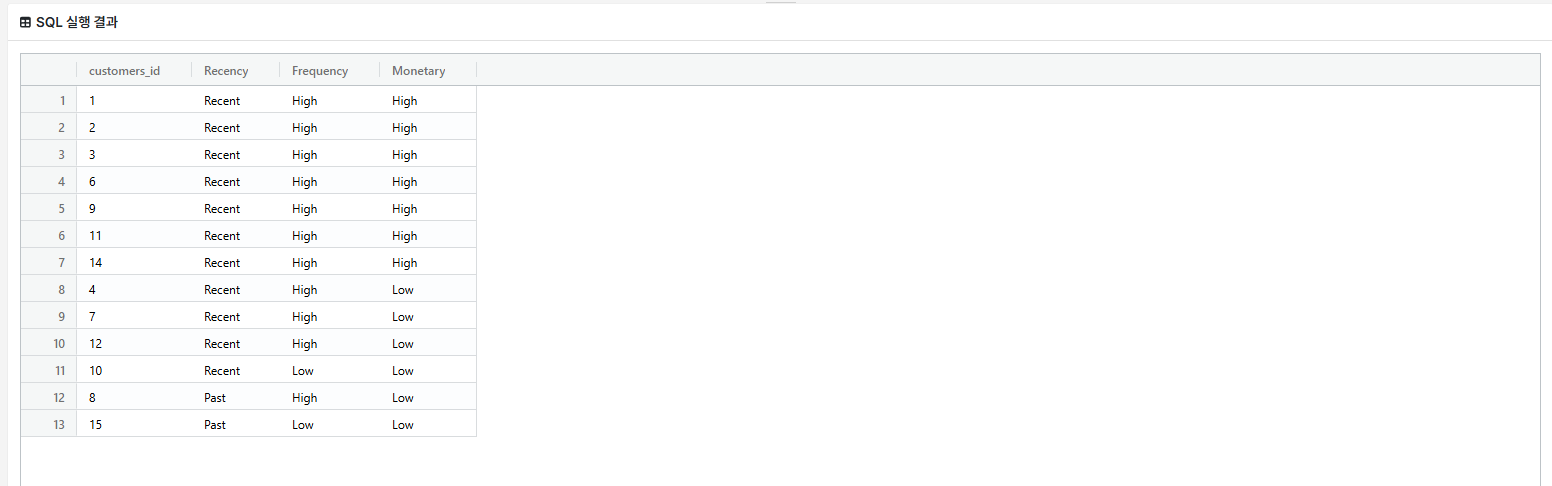 SQL 실행 결과
customers_id Recency Frequency Monetary
1 1 Recent High High
2 2 Recent High High
3 3 Recent High High
4 6 Recent High High
5 9 Recent High High
6 11 Recent High High
7 14 Recent High High
8 4 Recent High Low
9 7 Recent High Low
10 12 Recent High Low
11 10 Recent Low Low
12 8 Past High Low
13 15 Past Low Low